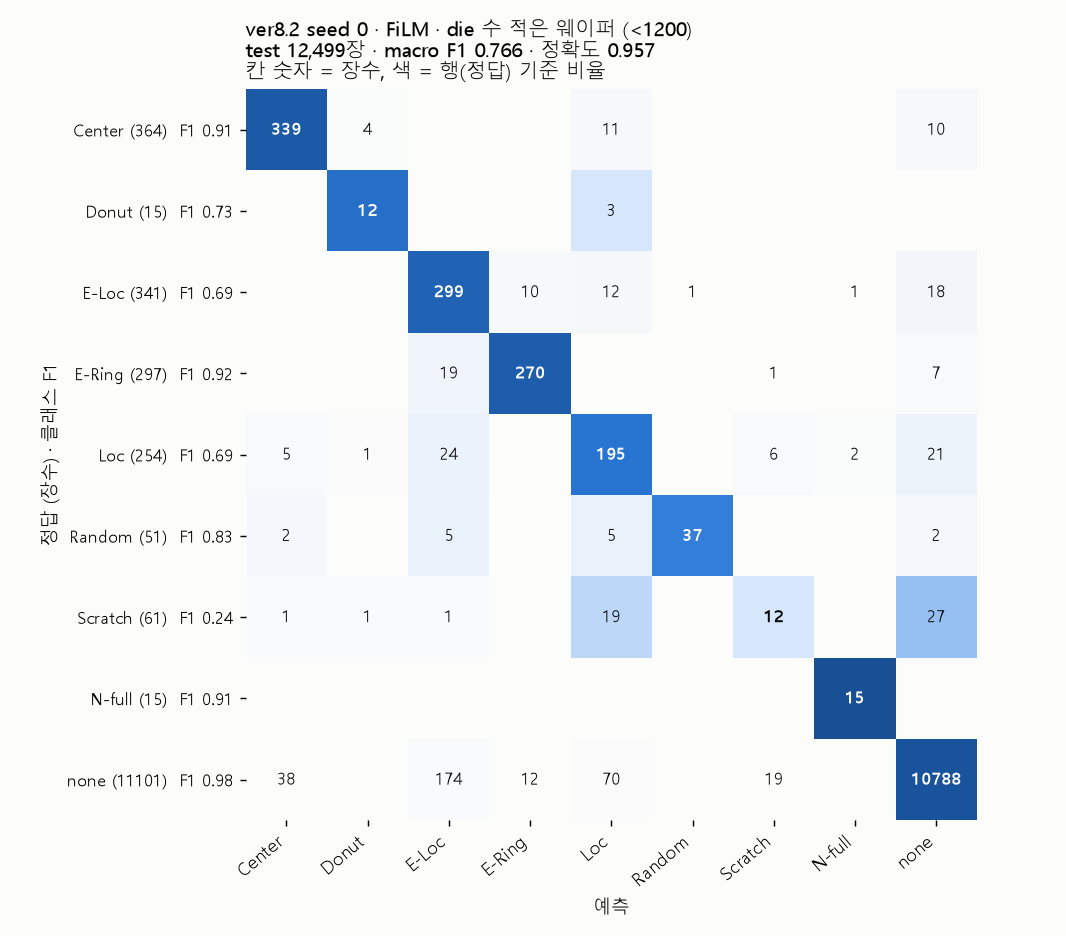 ver8.2 seed 0 · FiLM · die 수 적은 웨이퍼 (<1200)
test 12,499장 · macro F1 0.766 · 정확도 0.957
칸 숫자 = 장수, 색 = 행(정답) 기준 비율
정답 (장수) · 클래스 F1
Center (364) F1 0.91 339 4 11 10
Donut (15) F1 0.73 12 3
E-Loc (341) F1 0.69 299 10 12 1 1 18
E-Ring (297) F1 0.92 19 270 1 7
Loc (254) F1 0.69 5 1 24 195 6 2 21
Random (51) F1 0.83 2 5 5 37 2
Scratch (61) F1 0.24 1 1 1 19 12 27
N-full (15) F1 0.91 15
none (11101) F1 0.98 38 174 12 70 19 10788
Center Donut E-Loc E-Ring Loc Random Scratch N-full none
예측